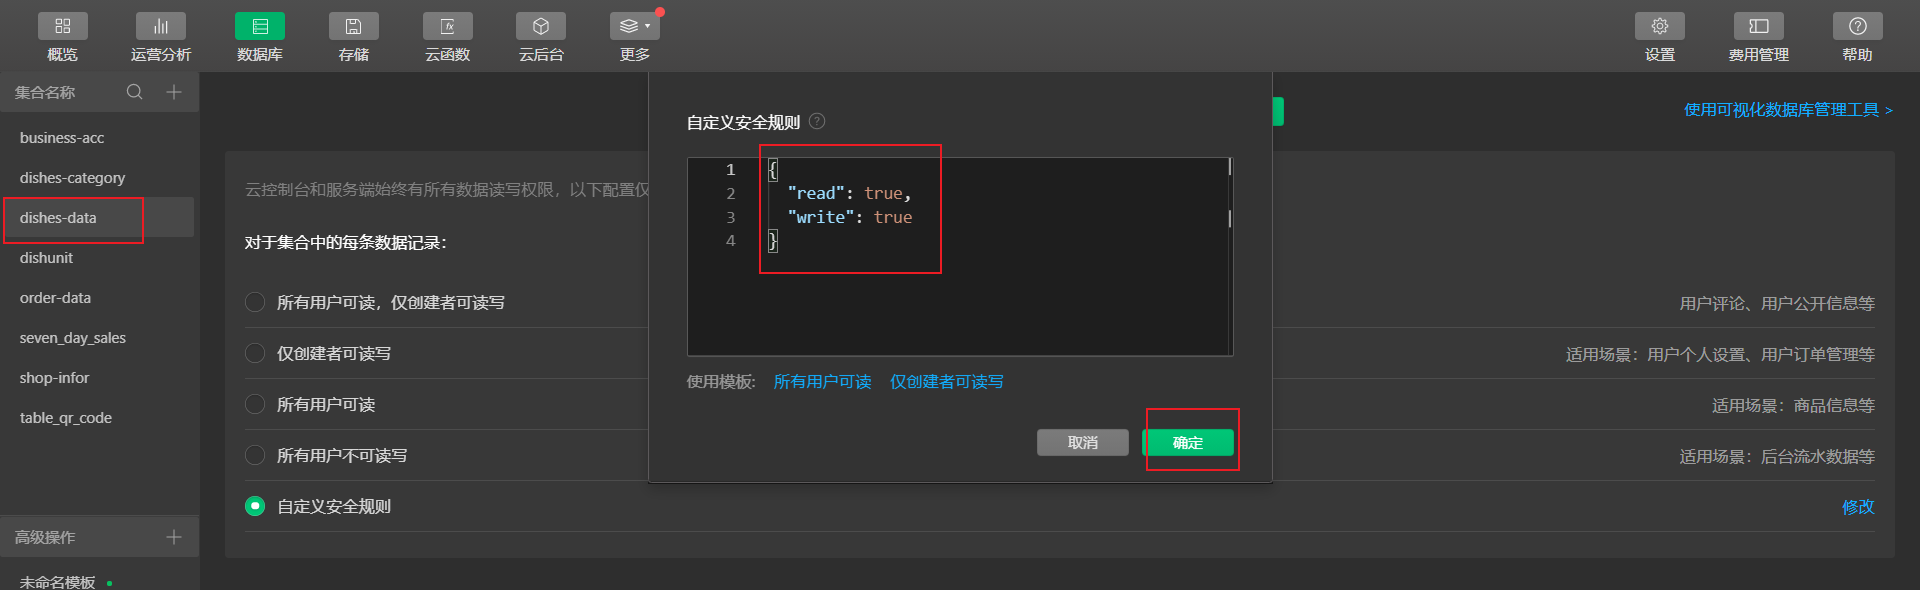 概览 运营分析 数据库 存储 云函数 云后台 更多 设置 费用管理 帮助
集合名称
business-acc
dishes-category
dishes-data
dishunit
order-data
seven_day_sales
shop-infor
table_qr_code
高级操作
未命名模板
使用可视化数据库管理工具 >
云控制台和服务端始终有所有数据读写权限，以下配置仅
对于集合中的每条数据记录：
所有用户可读，仅创建者可读写
用户评论、用户公开信息等
仅创建者可读写
适用场景：用户个人设置、用户订单管理等
所有用户可读
适用场景：商品信息等
所有用户不可读写
适用场景：后台流水数据等
自定义安全规则
修改
自定义安全规则 ?
1 {
2 "read": true,
3 "write": true
4 }
使用模板: 所有用户可读 仅创建者可读写
取消 确定